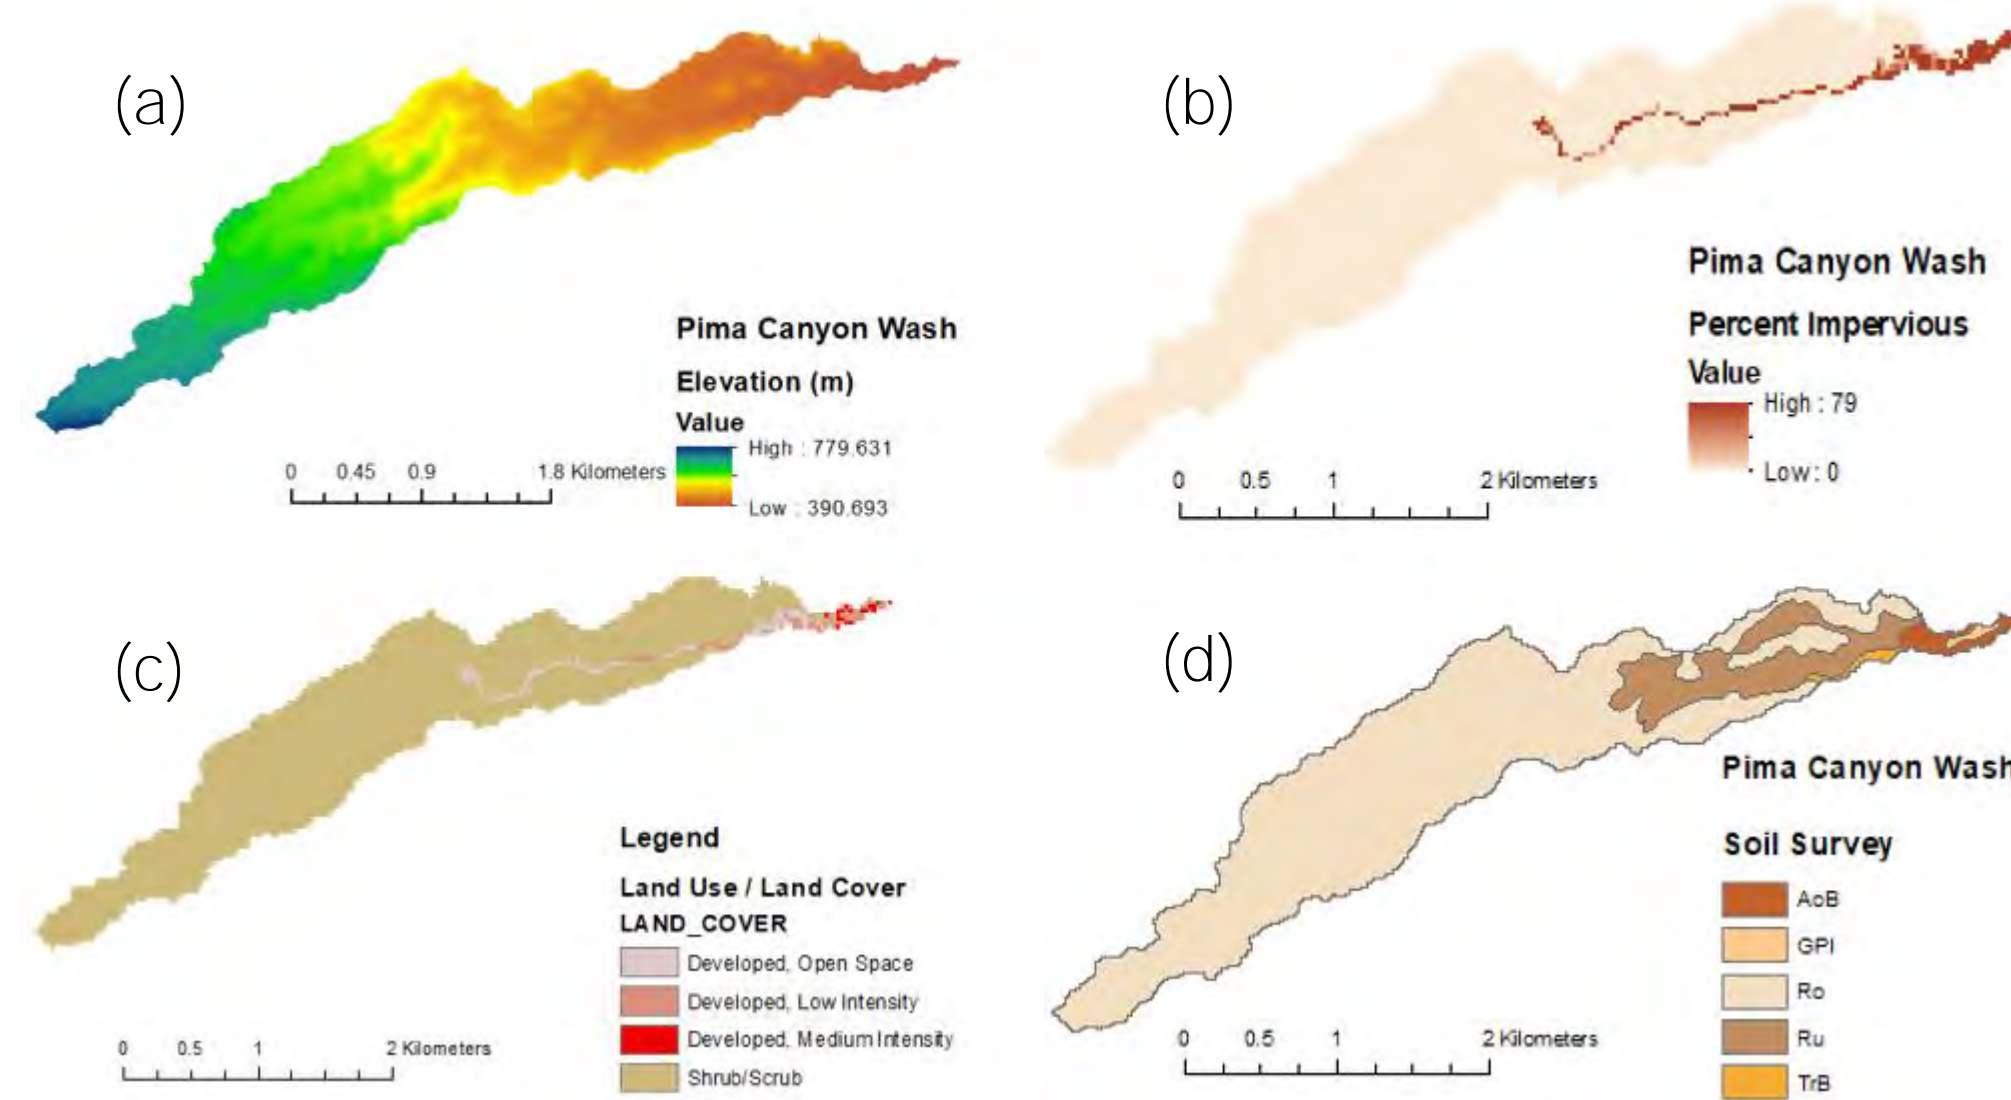 (a)
Pima Canyon Wash
Elevation (m)
Value
High : 779.631
Low : 390.693
0 0.45 0.9 1.8 Kilometers
(b)
Pima Canyon Wash
Percent Impervious
Value
High : 79
Low : 0
0 0.5 1 2 Kilometers
(c)
Legend
Land Use / Land Cover
LAND_COVER
Developed, Open Space
Developed, Low Intensity
Developed, Medium Intensity
Shrub/Scrub
0 0.5 1 2 Kilometers
(d)
Pima Canyon Wash
Soil Survey
AoB
GPI
Ro
Ru
TrB
0 0.5 1 2 Kilometers